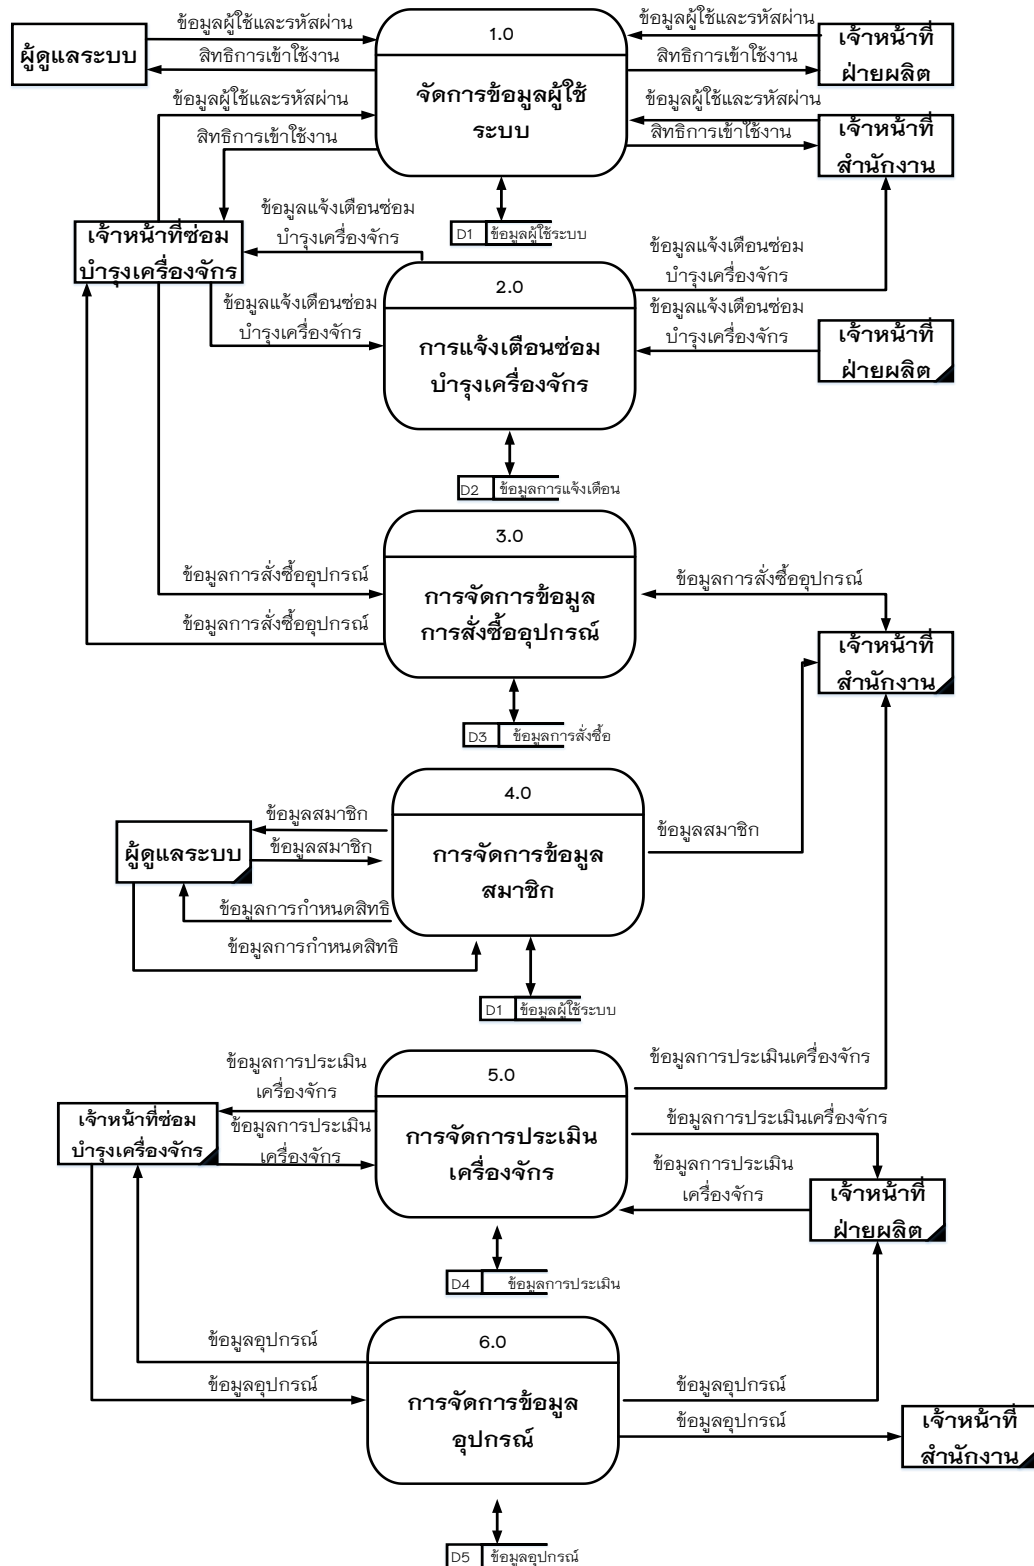 ข้อมูลผู้ใช้และรหัสผ่าน
ผู้ดูแลระบบ
สิทธิการเข้าใช้งาน
1.0
จัดการข้อมูลผู้ใช้
ระบบ
ข้อมูลผู้ใช้และรหัสผ่าน
สิทธิการเข้าใช้งาน
เจ้าหน้าที่
ฝ่ายผลิต
ข้อมูลผู้ใช้และรหัสผ่าน
สิทธิการเข้าใช้งาน
ข้อมูลผู้ใช้และรหัสผ่าน
สิทธิการเข้าใช้งาน
เจ้าหน้าที่
สำนักงาน
เจ้าหน้าที่ซ่อม
บำรุงเครื่องจักร
ข้อมูลแจ้งเตือนซ่อม
บำรุงเครื่องจักร
D1
ข้อมูลผู้ใช้ระบบ
ข้อมูลแจ้งเตือนซ่อม
บำรุงเครื่องจักร
2.0
การแจ้งเตือนซ่อม
บำรุงเครื่องจักร
ข้อมูลแจ้งเตือนซ่อม
บำรุงเครื่องจักร
ข้อมูลแจ้งเตือนซ่อม
บำรุงเครื่องจักร
เจ้าหน้าที่
ฝ่ายผลิต
D2
ข้อมูลการแจ้งเตือน
3.0
การจัดการข้อมูล
การสั่งซื้ออุปกรณ์
ข้อมูลการสั่งซื้ออุปกรณ์
ข้อมูลการสั่งซื้ออุปกรณ์
ข้อมูลการสั่งซื้ออุปกรณ์
เจ้าหน้าที่
สำนักงาน
D3
ข้อมูลการสั่งซื้อ
4.0
การจัดการข้อมูล
สมาชิก
ข้อมูลสมาชิก
ผู้ดูแลระบบ
ข้อมูลสมาชิก
ข้อมูลสมาชิก
ข้อมูลการกำหนดสิทธิ
ข้อมูลการกำหนดสิทธิ
D1
ข้อมูลผู้ใช้ระบบ
5.0
การจัดการประเมิน
เครื่องจักร
ข้อมูลการประเมิน
เครื่องจักร
เจ้าหน้าที่ซ่อม
บำรุงเครื่องจักร
ข้อมูลการประเมิน
เครื่องจักร
ข้อมูลการประเมินเครื่องจักร
ข้อมูลการประเมินเครื่องจักร
ข้อมูลการประเมิน
เครื่องจักร
เจ้าหน้าที่
ฝ่ายผลิต
D4
ข้อมูลการประเมิน
6.0
การจัดการข้อมูล
อุปกรณ์
ข้อมูลอุปกรณ์
ข้อมูลอุปกรณ์
ข้อมูลอุปกรณ์
ข้อมูลอุปกรณ์
เจ้าหน้าที่
สำนักงาน
D5
ข้อมูลอุปกรณ์